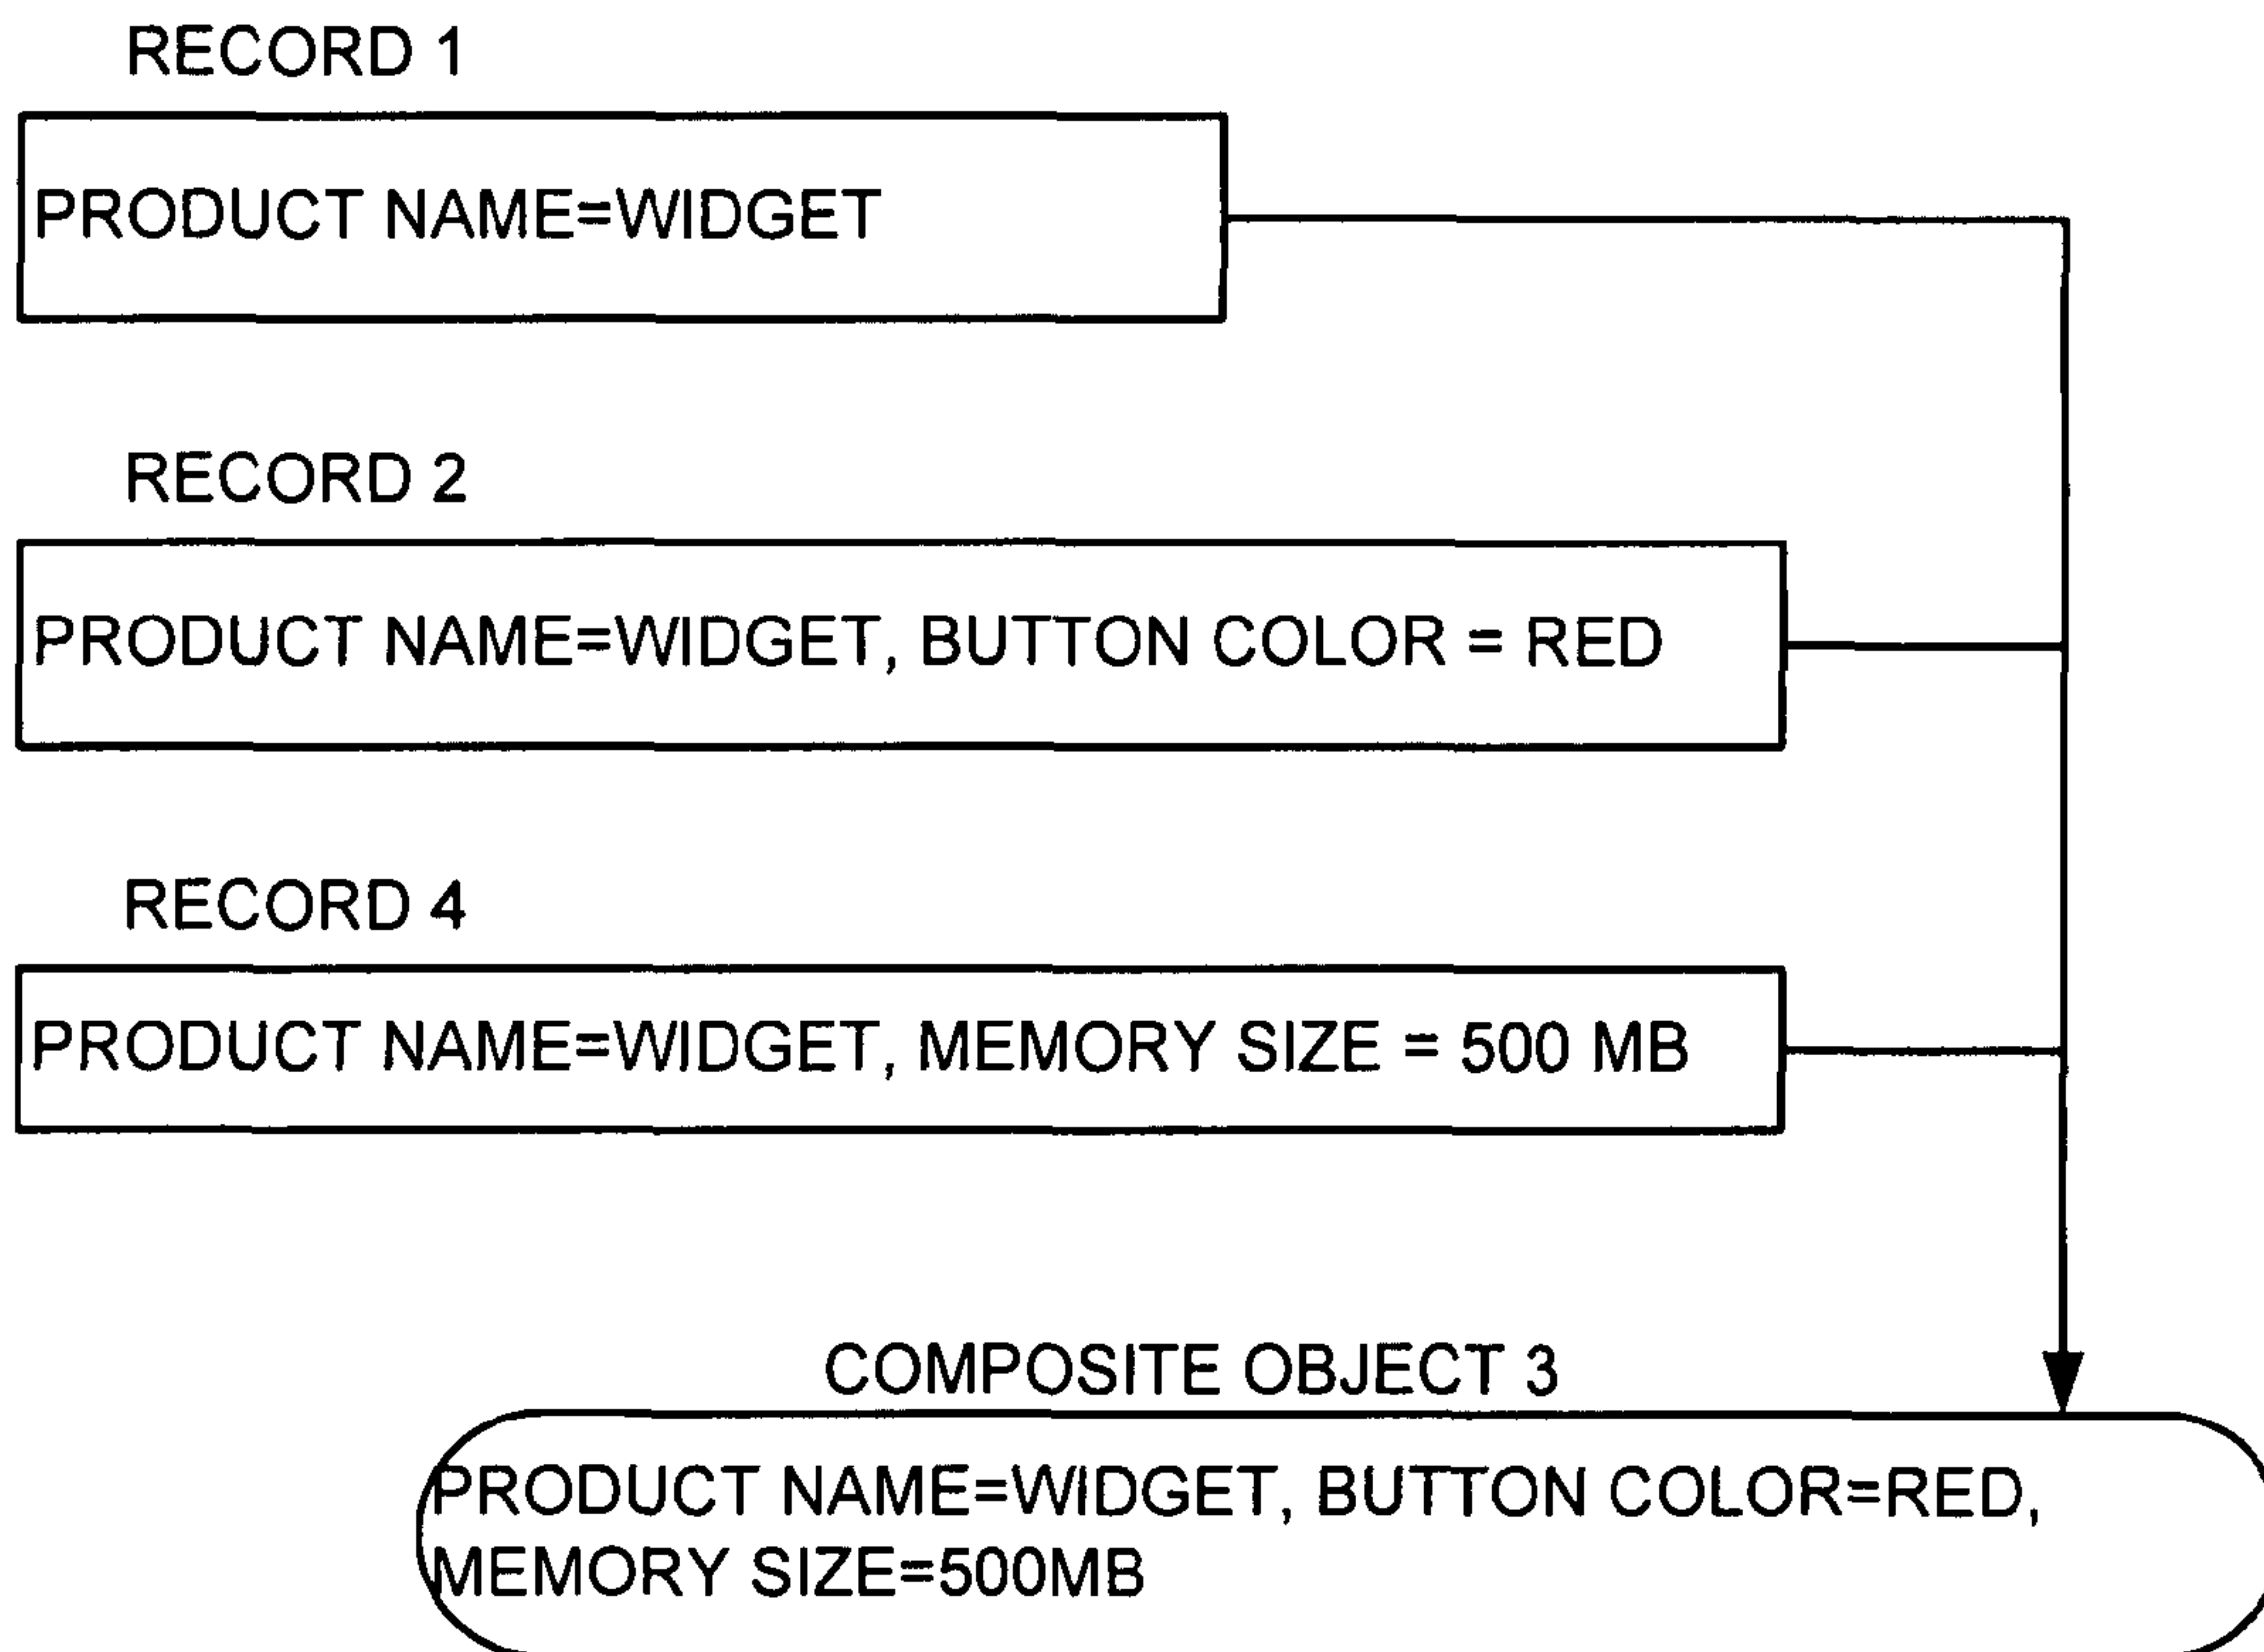 RECORD 1
PRODUCT NAME=WIDGET
RECORD 2
PRODUCT NAME=WIDGET, BUTTON COLOR = RED
RECORD 4
PRODUCT NAME=WIDGET, MEMORY SIZE = 500 MB
COMPOSITE OBJECT 3
PRODUCT NAME=WIDGET, BUTTON COLOR=RED,
MEMORY SIZE=500MB